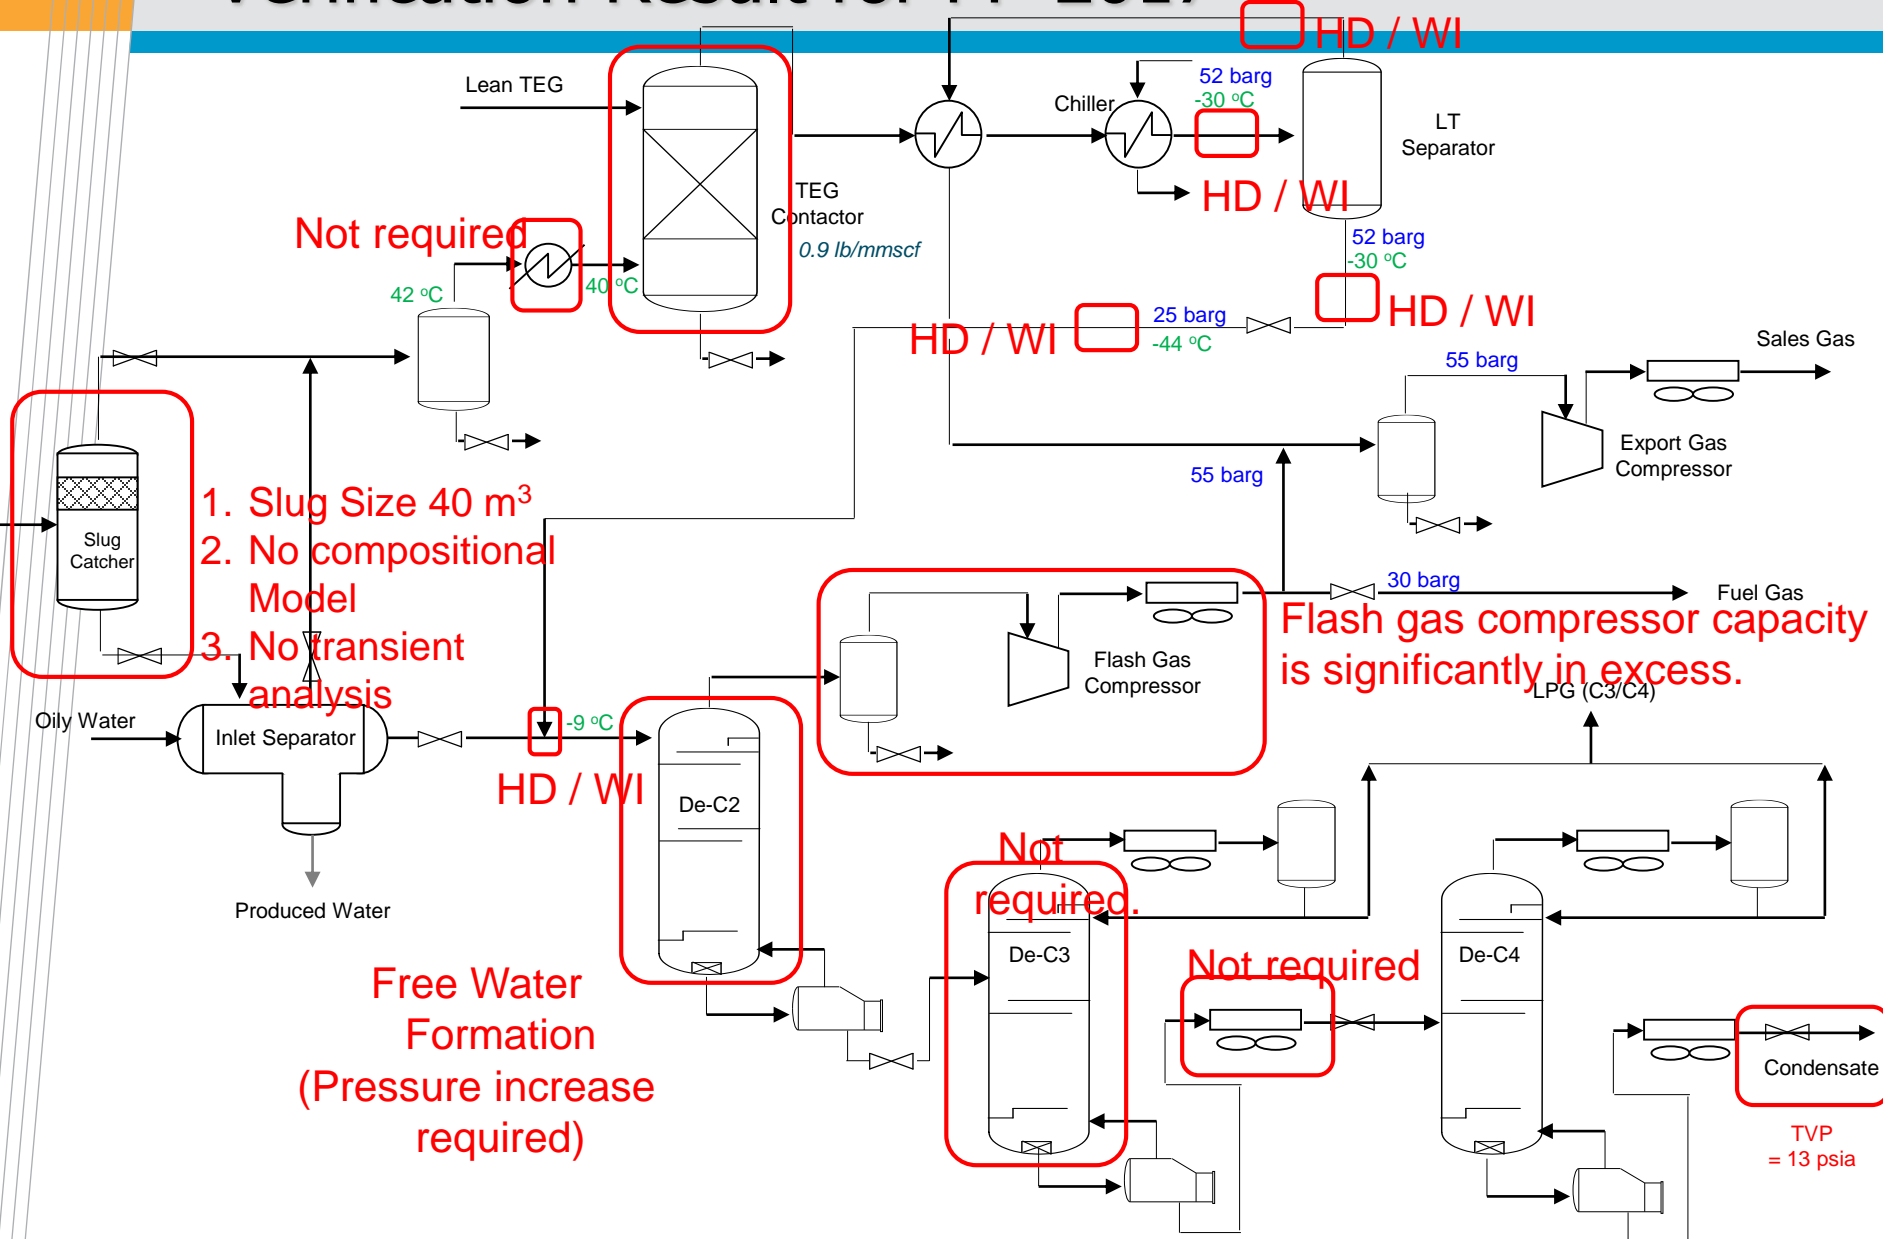 Verification Result for FF 2017
HD / WI
Lean TEG
52 barg
-30 ºC
Chiller
LT
Separator
HD / WI
TEG
Contactor
0.9 lb/mmscf
Not required
42 ºC
40 ºC
52 barg
-30 ºC
HD / WI
25 barg
-44 ºC
HD / WI
Sales Gas
55 barg
Export Gas
Compressor
55 barg
Slug
Catcher
1. Slug Size 40 m³
2. No compositional
Model
3. No transient
analysis
30 barg
Fuel Gas
Flash gas compressor capacity
is significantly in excess.
Flash Gas
Compressor
LPG (C3/C4)
Oily Water
Inlet Separator
-9 ºC
HD / WI
De-C2
Produced Water
Not
required.
De-C3
Not required
De-C4
Free Water
Formation
(Pressure increase
required)
Condensate
TVP
= 13 psia